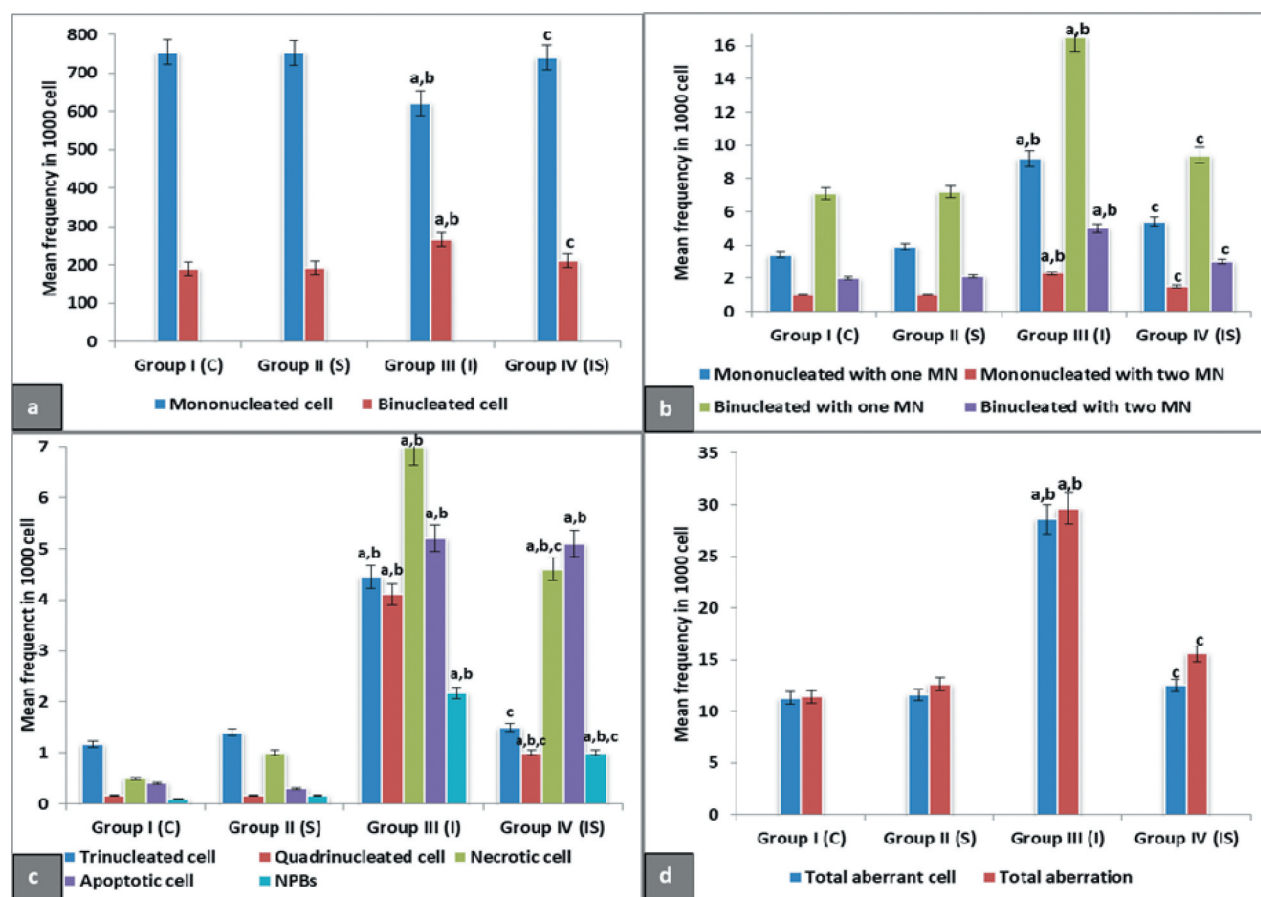 Mean frequency in 1000 cell
800
700
600
500
400
300
200
100
0
a,b
a,b
c
c
Group I (C) Group II (S) Group III (I) Group IV (IS)
Mononucleated cell Binucleated cell
a
Mean frequency in 1000 cell
16
14
12
10
8
6
4
2
0
a,b
a,b
a,b
a,b
c
c
c
c
Group I (C) Group II (S) Group III (I) Group IV (IS)
Mononucleated with one MN Mononucleated with two MN
Binucleated with one MN Binucleated with two MN
b
Mean frequenct in 1000 cell
7
6
5
4
3
2
1
0
a,b
a,b
a,b
a,b
a,b
c
a,b,c
a,b,c
a,b
a,b,c
Group I (C) Group II (S) Group III (I) Group IV (IS)
Trinucleated cell Quadrinucleated cell Necrotic cell
Apoptotic cell NPBs
c
Mean frequency in 1000 cell
35
30
25
20
15
10
5
0
a,b a,b
c
c
Group I (C) Group II (S) Group III (I) Group IV (IS)
Total aberrant cell Total aberration
d